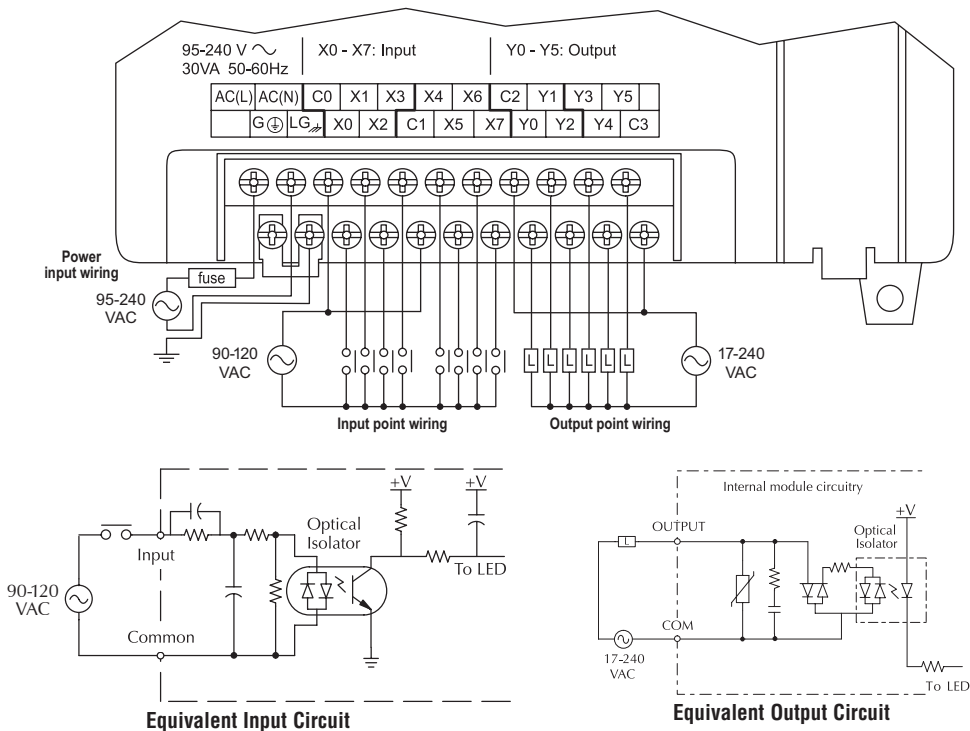 95-240 V ∼ X0 - X7: Input Y0 - Y5: Output
30VA 50-60Hz
AC(L) AC(N) C0 X1 X3 X4 X6 C2 Y1 Y3 Y5
G LG X0 X2 C1 X5 X7 Y0 Y2 Y4 C3
Power
input wiring
fuse
95-240
VAC
90-120
VAC
L L L L L L
17-240
VAC
Input point wiring
Output point wiring
+V +V
Optical
Isolator
Input
To LED
90-120
VAC
Common
Equivalent Input Circuit
Internal module circuitry
+V
OUTPUT
Optical
Isolator
L
COM
17-240
VAC
To LED
Equivalent Output Circuit